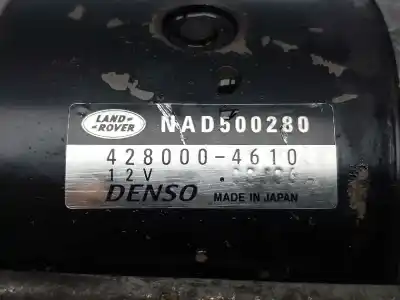 LAND-
-ROVER
NAD500280
428000-4610
12V
DENSO MADE IN JAPAN